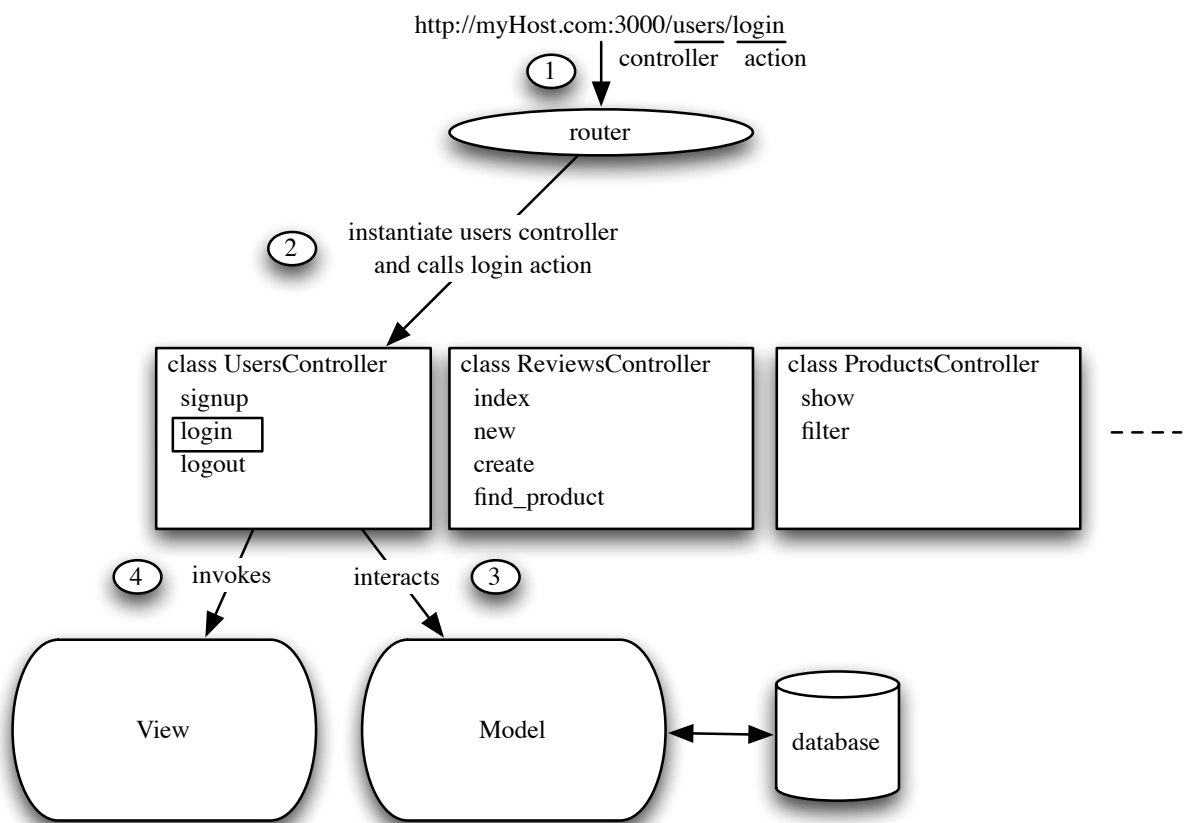 http://myHost.com:3000/users/login
controller action
1
router
2
instantiate users controller
and calls login action
class UsersController
signup
login
logout
class ReviewsController
index
new
create
find_product
class ProductsController
show
filter
4
invokes
interacts
3
View
Model
database